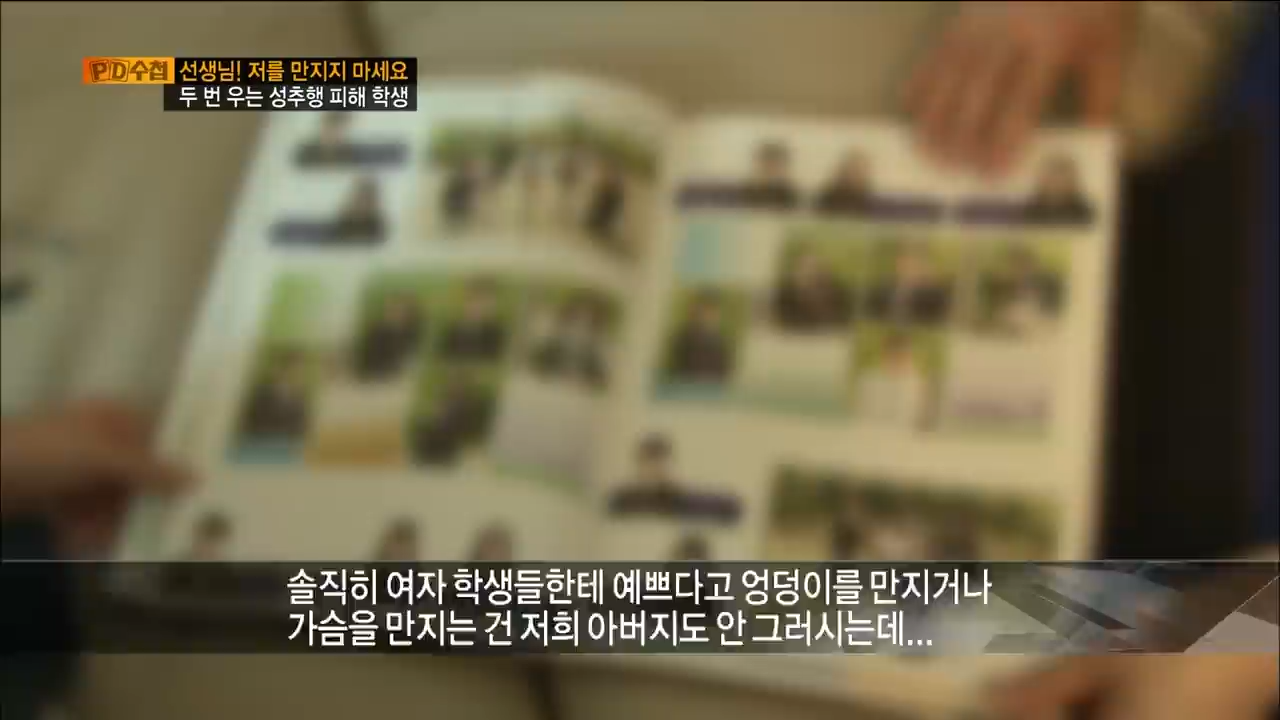 PD수첩 선생님! 저를 만지지 마세요
두 번 우는 성추행 피해 학생
솔직히 여자 학생들한테 예쁘다고 엉덩이를 만지거나
가슴을 만지는 건 저희 아버지도 안 그러시는데...